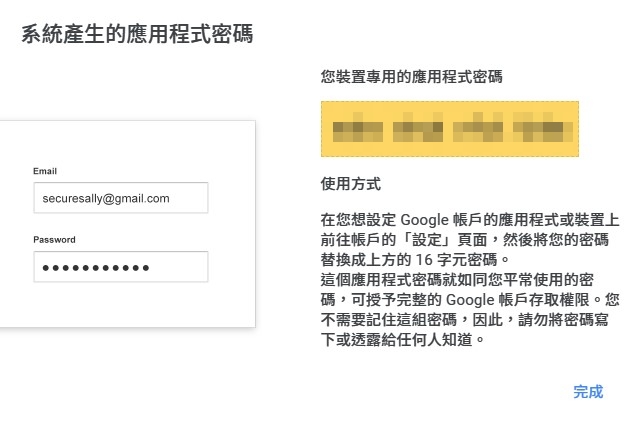 系統產生的應用程式密碼
Email
securesally@gmail.com
Password
●●●●●●●●●●●
您裝置專用的應用程式密碼
使用方式
在您想設定 Google 帳戶的應用程式或裝置上
前往帳戶的「設定」頁面，然後將您的密碼
替換成上方的 16 字元密碼。
這個應用程式密碼就如同您平常使用的密
碼，可授予完整的 Google 帳戶存取權限。您
不需要記住這組密碼，因此，請勿將密碼寫
下或透露給任何人知道。
完成